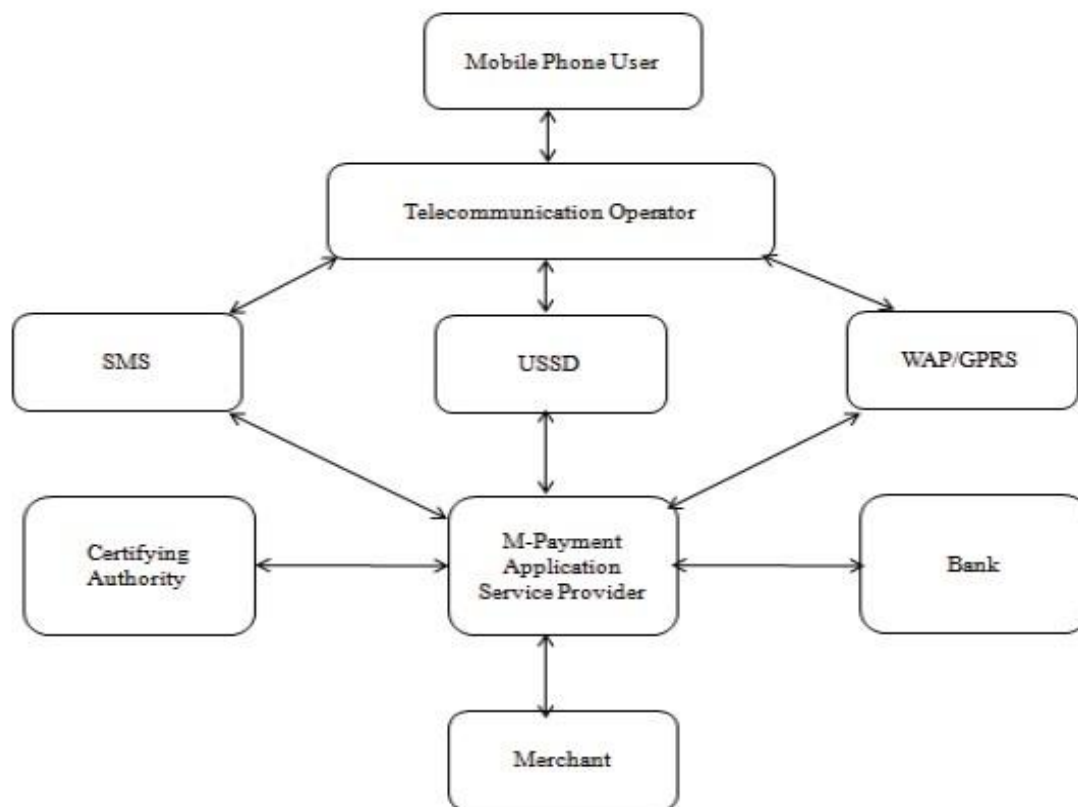 Mobile Phone User
Telecommunication Operator
SMS
USSD
WAP/GPRS
Certifying
Authority
M-Payment
Application
Service Provider
Bank
Merchant